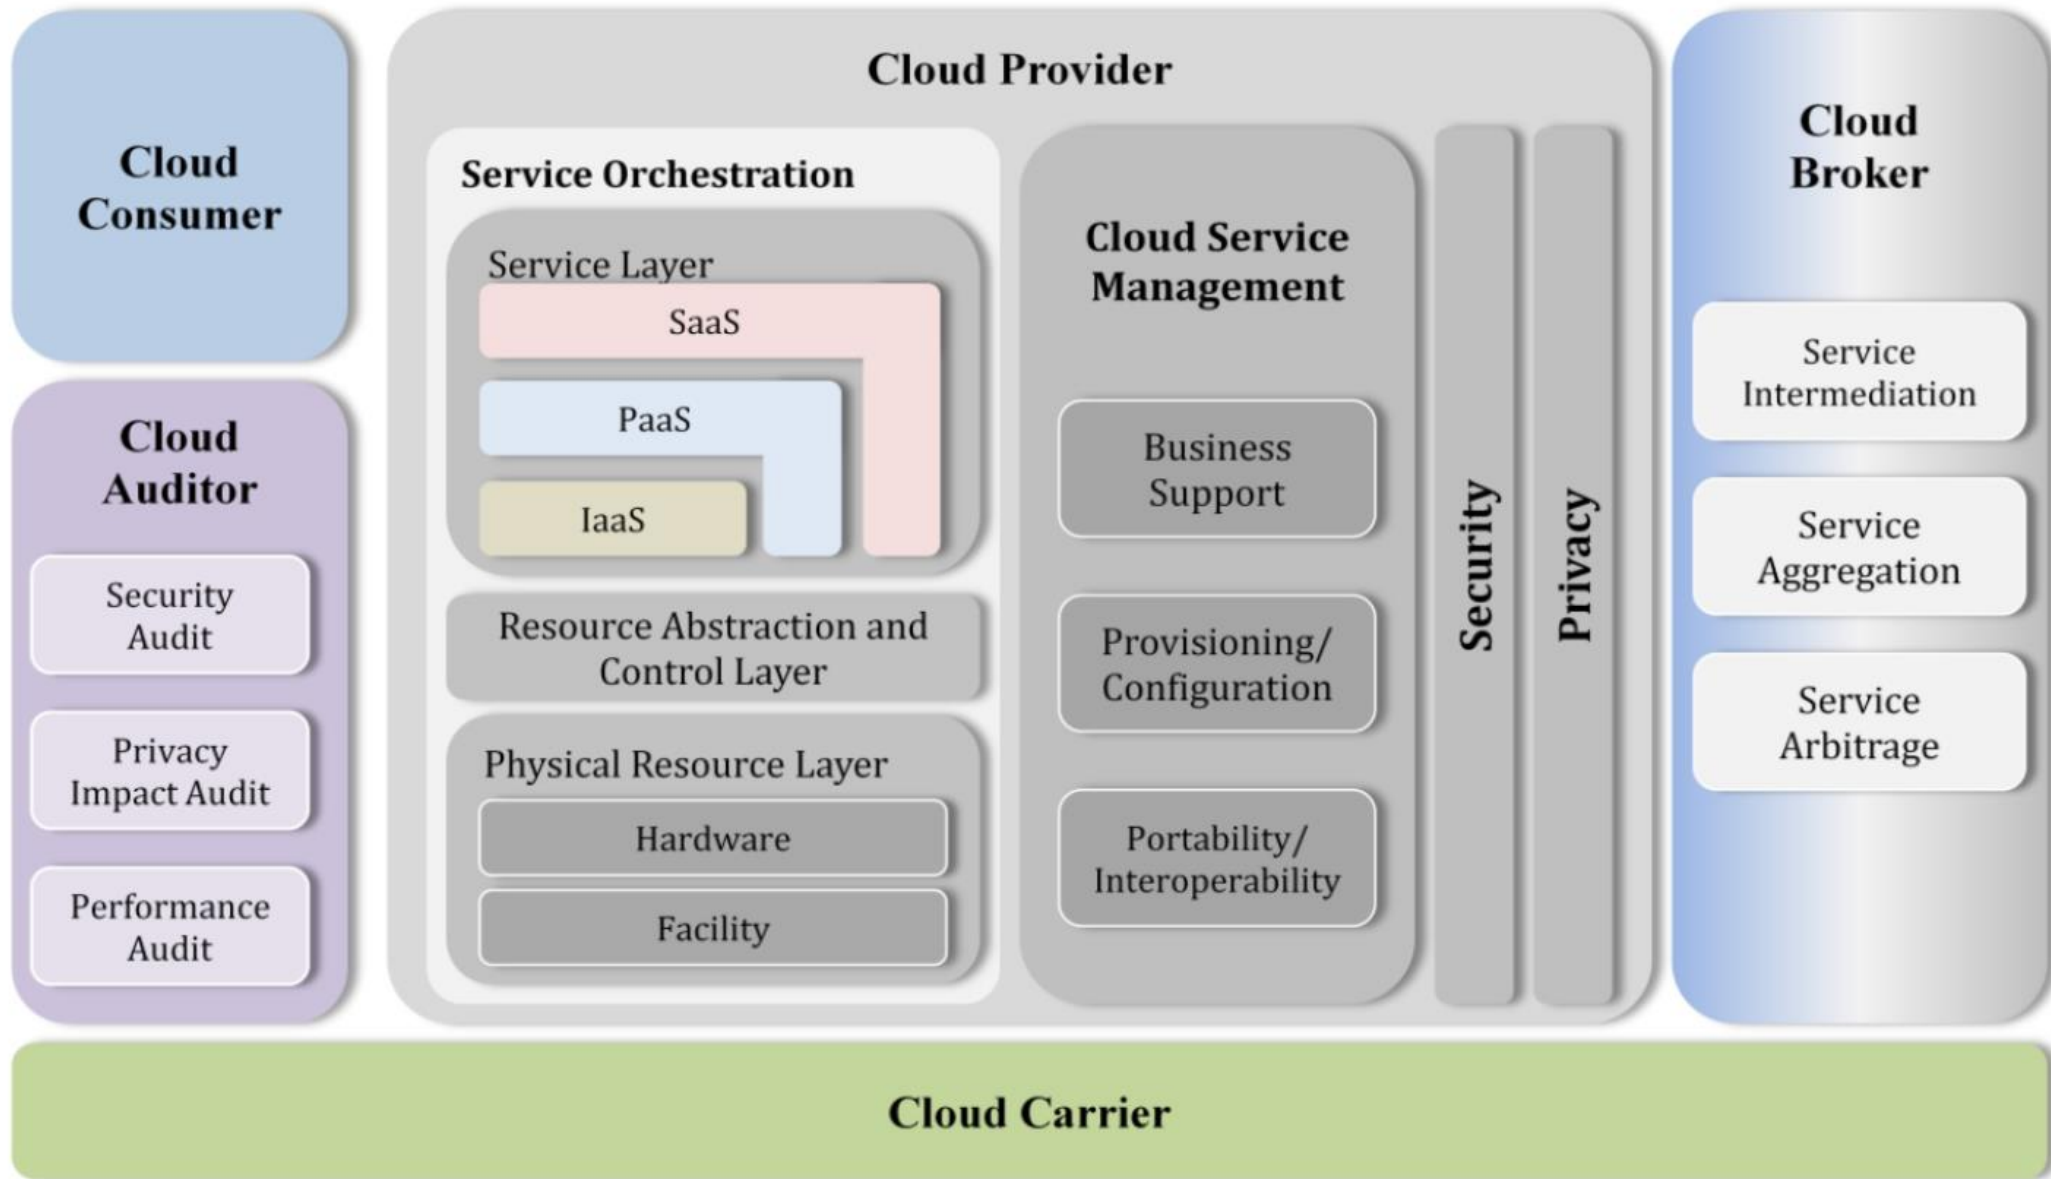 Cloud
Consumer
Cloud
Auditor
Security
Audit
Privacy
Impact Audit
Performance
Audit
Cloud Provider
Service Orchestration
Service Layer
SaaS
PaaS
IaaS
Resource Abstraction and
Control Layer
Physical Resource Layer
Hardware
Facility
Cloud Service
Management
Business
Support
Provisioning/
Configuration
Portability/
Interoperability
Security
Privacy
Cloud
Broker
Service
Intermediation
Service
Aggregation
Service
Arbitrage
Cloud Carrier